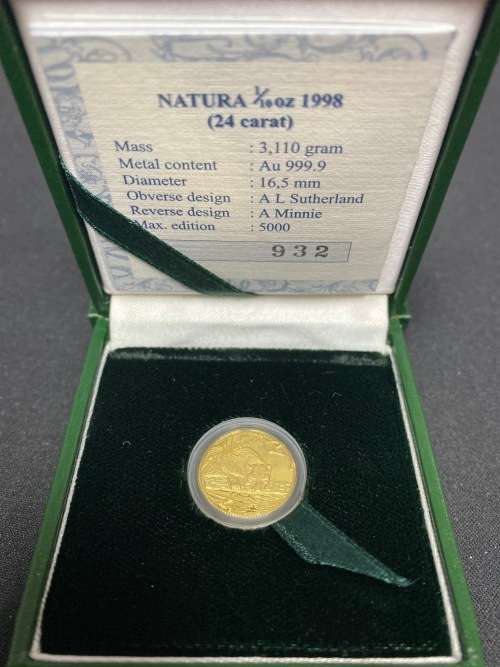 NATURA 1/10 oz 1998
(24 carat)
Mass : 3,110 gram
Metal content : Au 999.9
Diameter : 16,5 mm
Obverse design : A L Sutherland
Reverse design : A Minnie
Max. edition : 5000
932